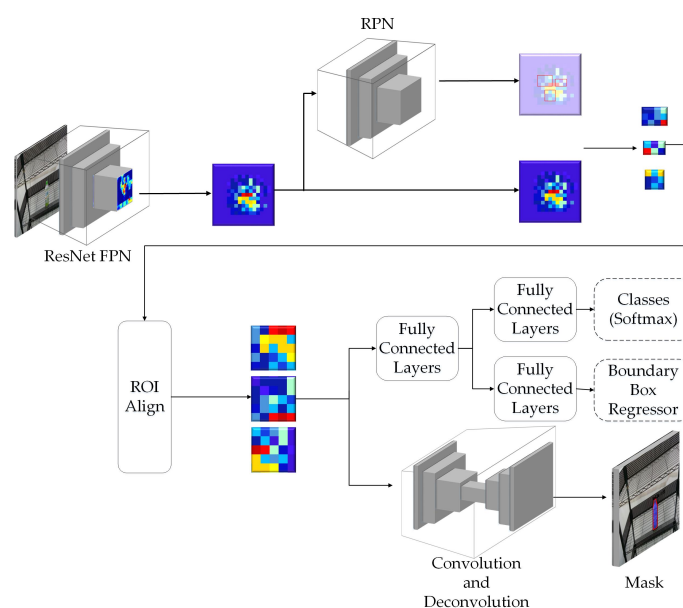 RPN
ResNet FPN
ROI
Align
Fully
Connected
Layers
Fully
Connected
Layers
Classes
(Softmax)
Fully
Connected
Layers
Boundary
Box
Regressor
Convolution
and
Deconvolution
Mask